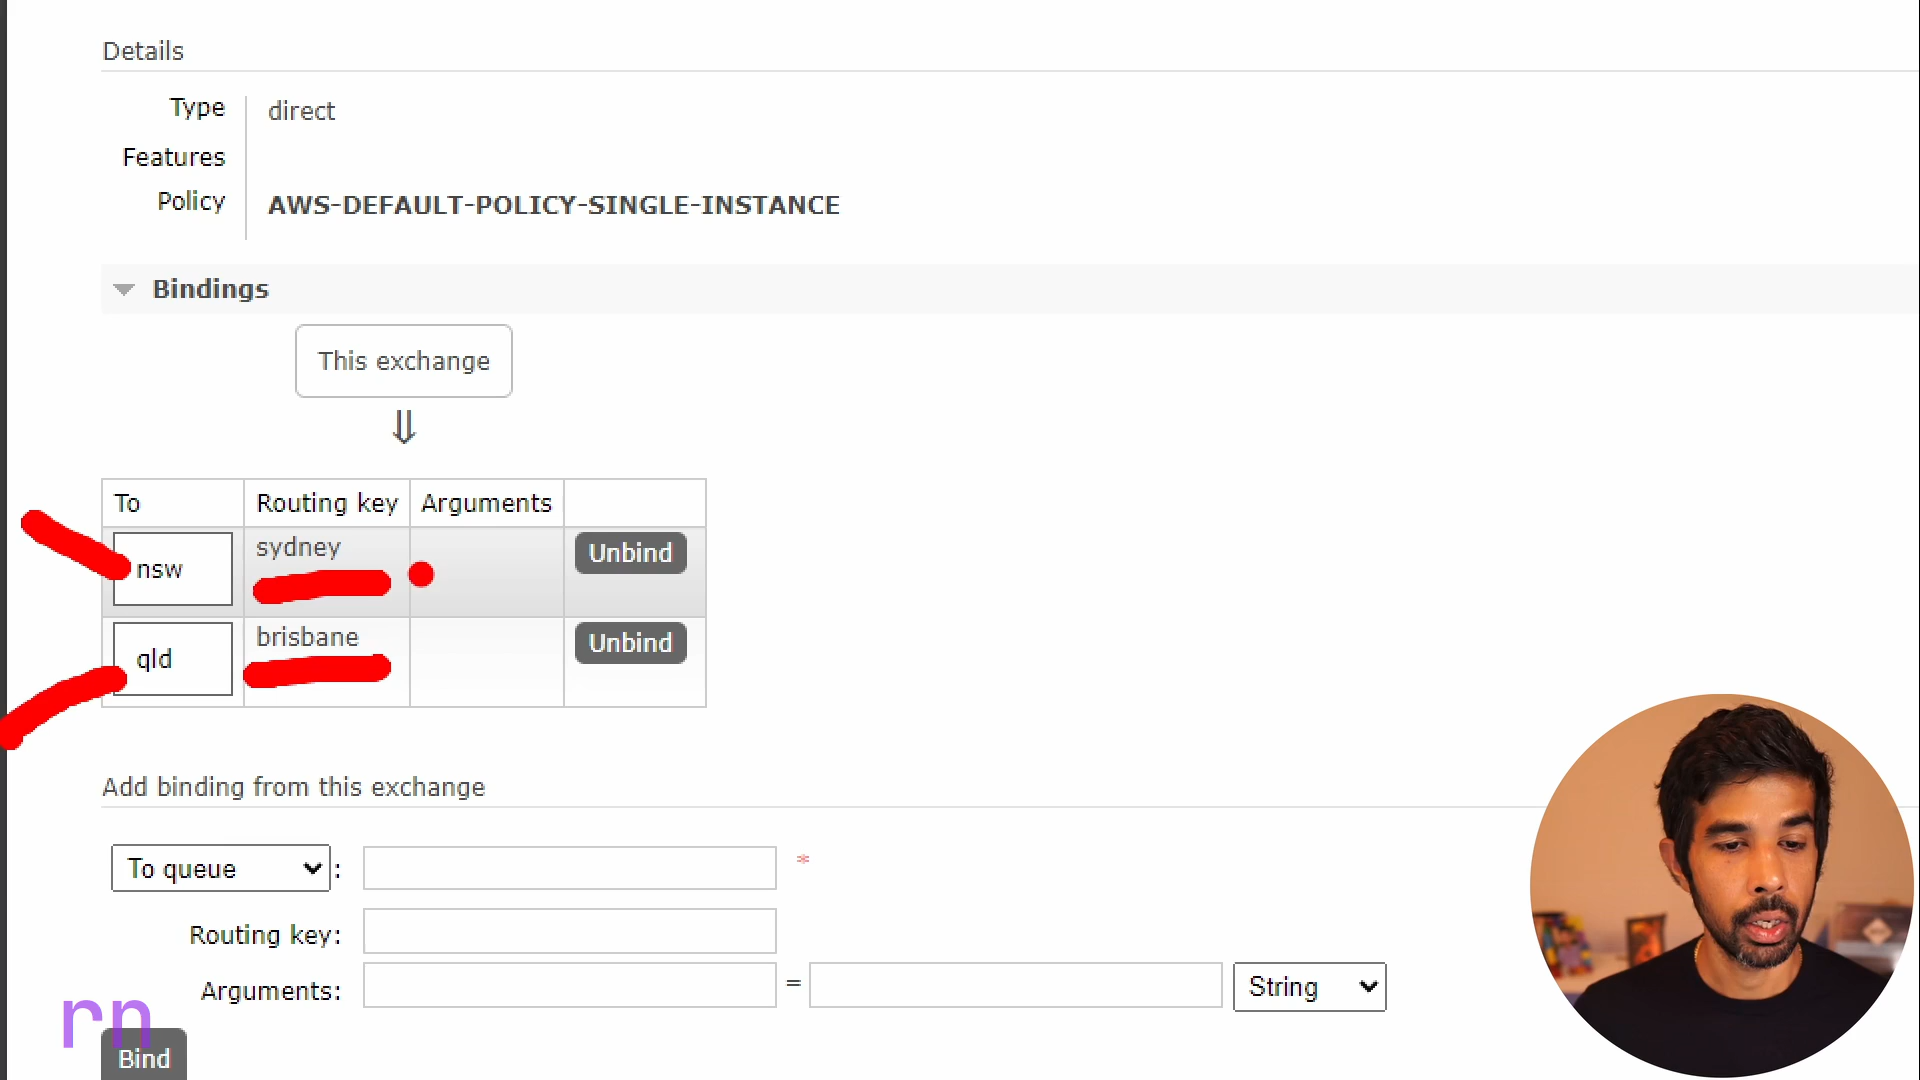 Details
Type direct
Features
Policy AWS-DEFAULT-POLICY-SINGLE-INSTANCE
Bindings
This exchange
⇓
To Routing key Arguments
nsw sydney Unbind
qld brisbane Unbind
Add binding from this exchange
To queue : *
Routing key:
Arguments: = String
rn
Bind